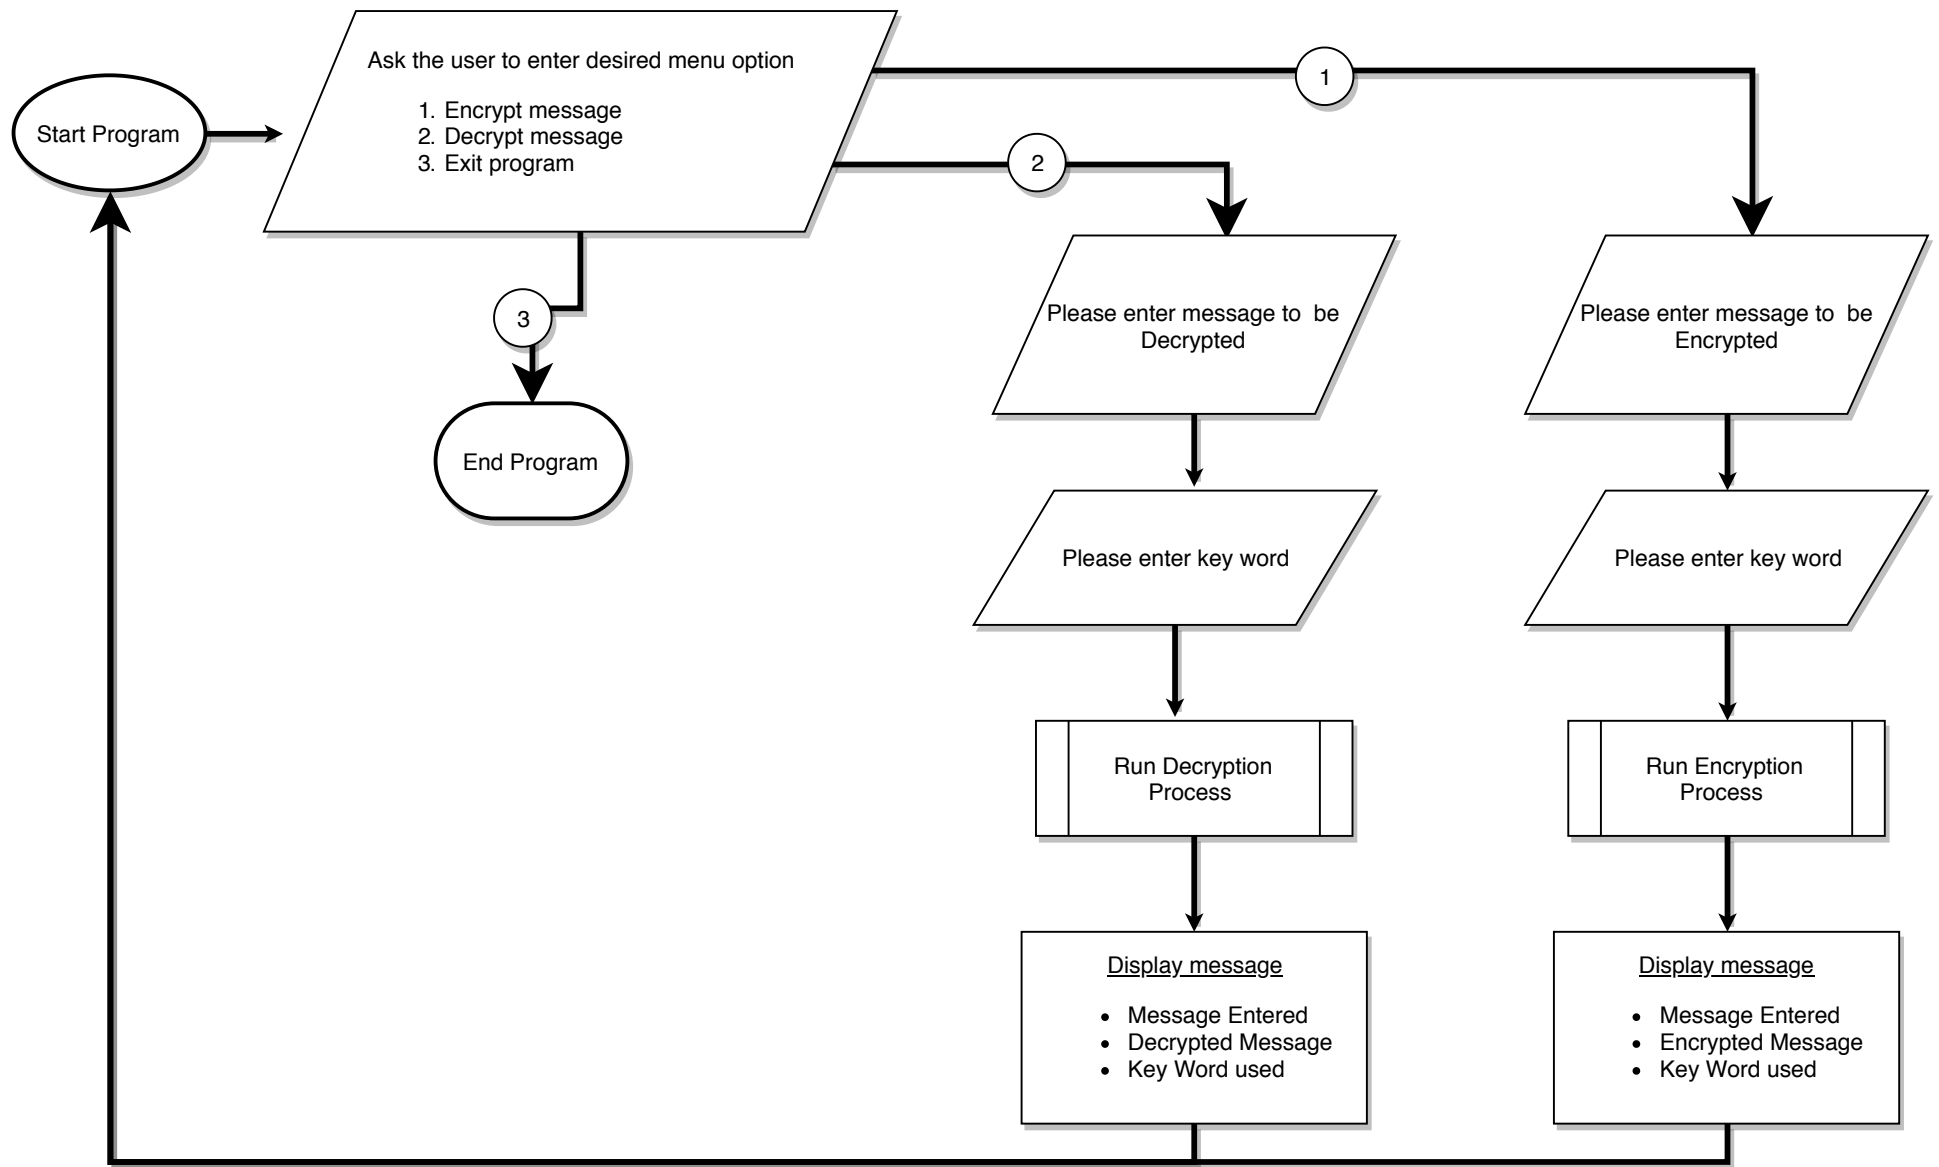 Start Program
Ask the user to enter desired menu option
1. Encrypt message
2. Decrypt message
3. Exit program
1
2
3
End Program
Please enter message to  be
Decrypted
Please enter message to  be
Encrypted
Please enter key word
Please enter key word
Run Decryption
Process
Run Encryption
Process
Display message
• Message Entered
• Decrypted Message
• Key Word used
Display message
• Message Entered
• Encrypted Message
• Key Word used